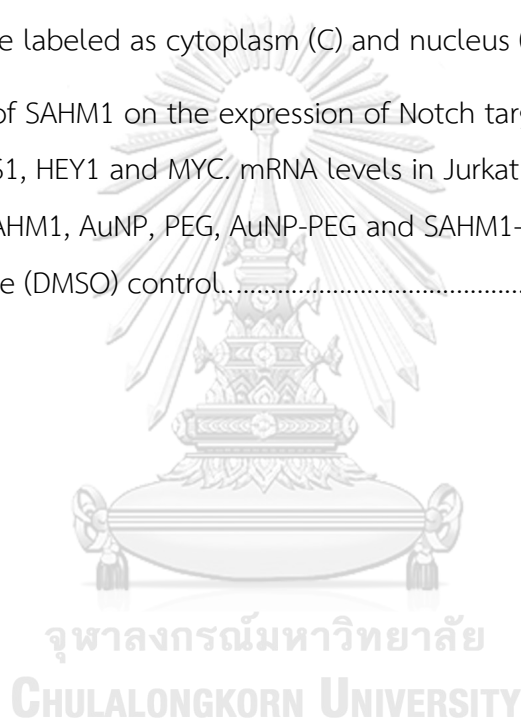 e labeled as cytoplasm (C) and nucleus (
of SAHM1 on the expression of Notch targ
S1, HEY1 and MYC. mRNA levels in Jurkat
AHM1, AuNP, PEG, AuNP-PEG and SAHM1-
e (DMSO) control..............................................
จุฬาลงกรณ์มหาวิทยาลัย
CHULALONGKORN UNIVERSITY